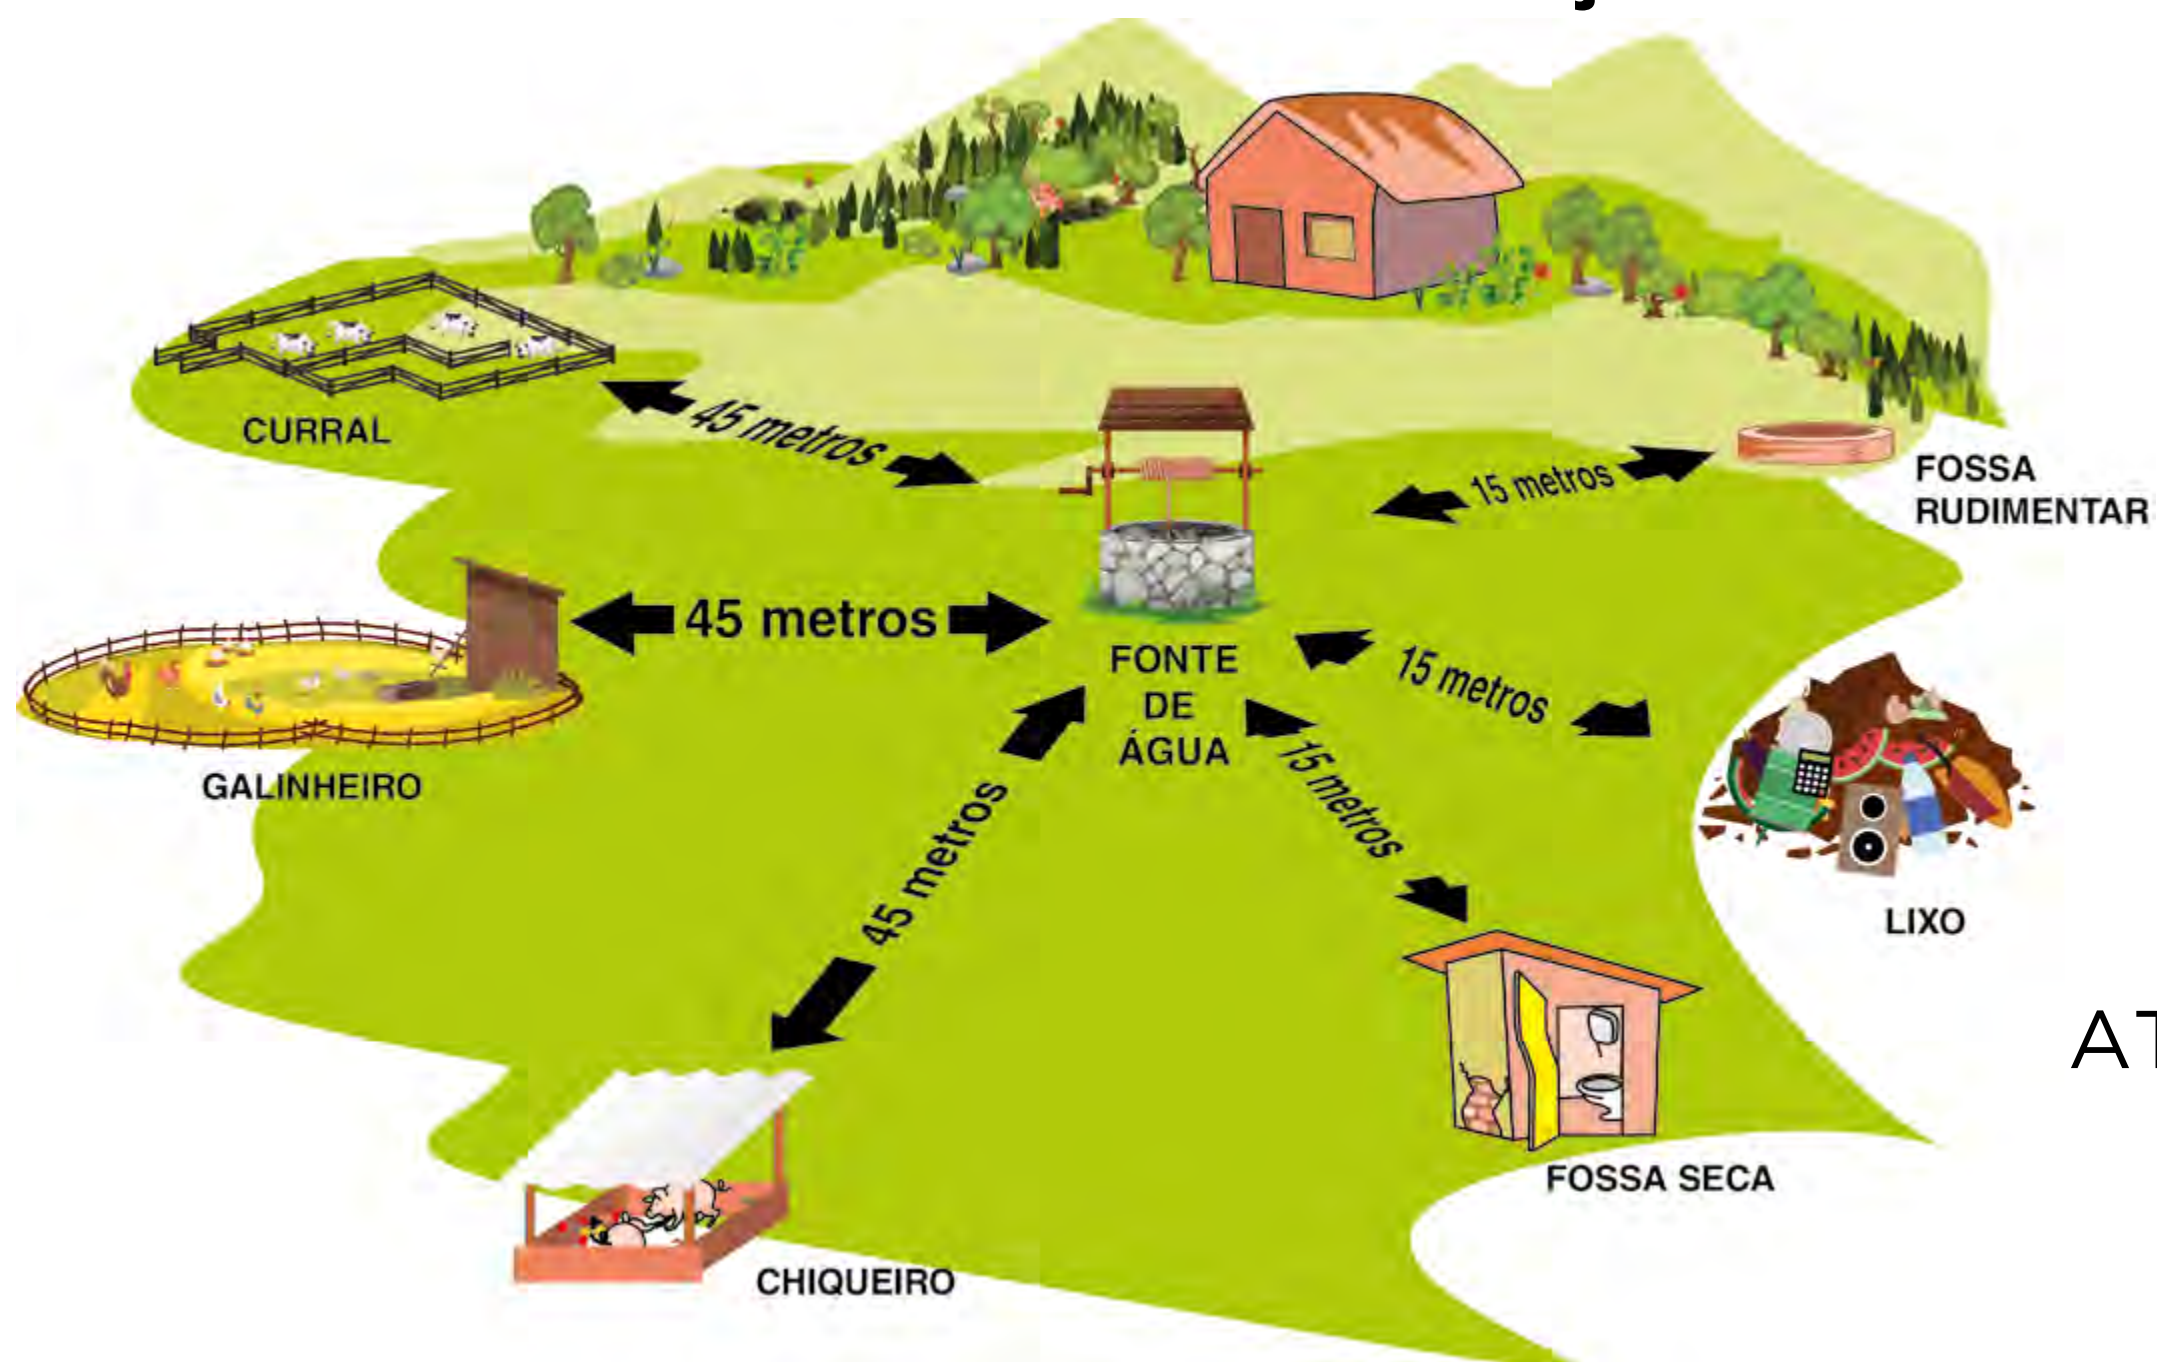 CURRAL
45 metros
15 metros
FOSSA
RUDIMENTAR
45 metros
GALINHEIRO
FONTE
DE
ÁGUA
15 metros
15 metros
LIXO
45 metros
AT
FOSSA SECA
CHIQUEIRO